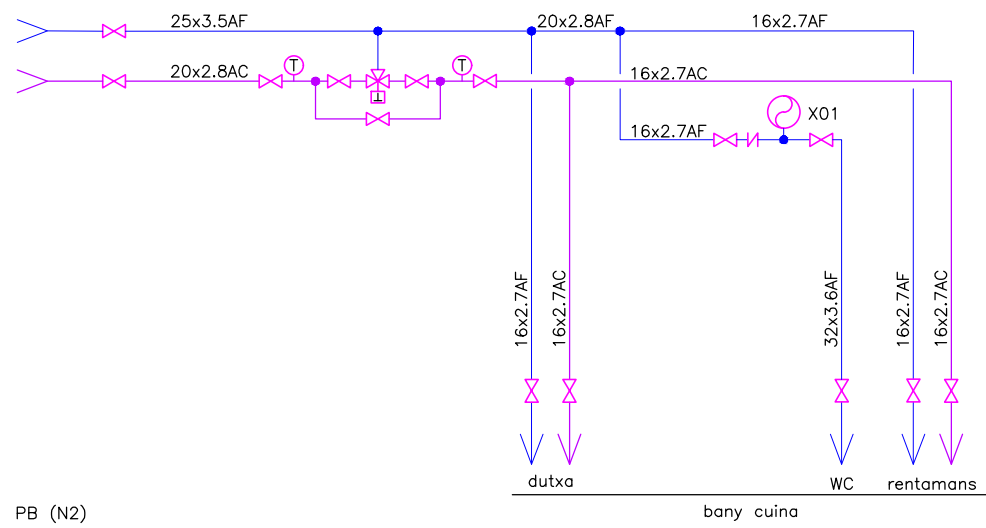 25x3.5AF
20x2.8AF
16x2.7AF
20x2.8AC
T
T
16x2.7AC
X01
16x2.7AF
16x2.7AF
16x2.7AC
32x3.6AF
16x2.7AF
16x2.7AC
dutxa
WC
rentamans
bany cuina
PB (N2)